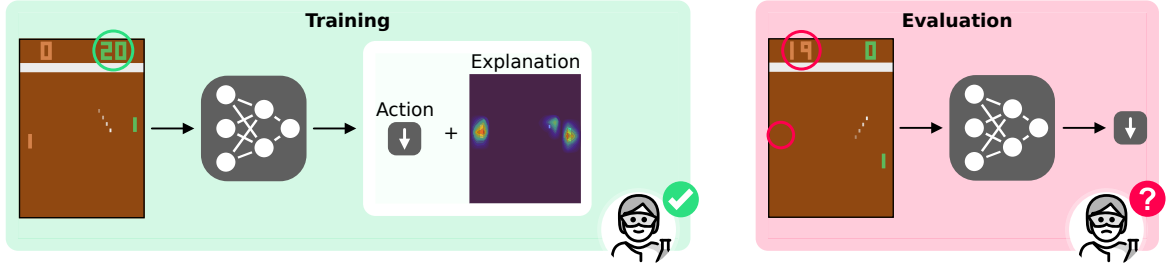 Training
0 20
Explanation
Action
+
Evaluation
19 0
?